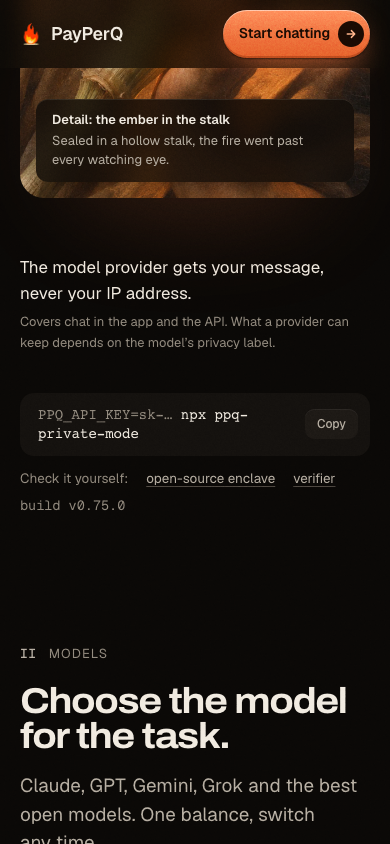 PayPerQ
Start chatting
Detail: the ember in the stalk
Sealed in a hollow stalk, the fire went past
every watching eye.
The model provider gets your message,
never your IP address.
Covers chat in the app and the API. What a provider can
keep depends on the model's privacy label.
PPQ_API_KEY=sk-… npx ppq-
private-mode
Copy
Check it yourself: open-source enclave verifier
build v0.75.0
II MODELS
Choose the model
for the task.
Claude, GPT, Gemini, Grok and the best
open models. One balance, switch
any time